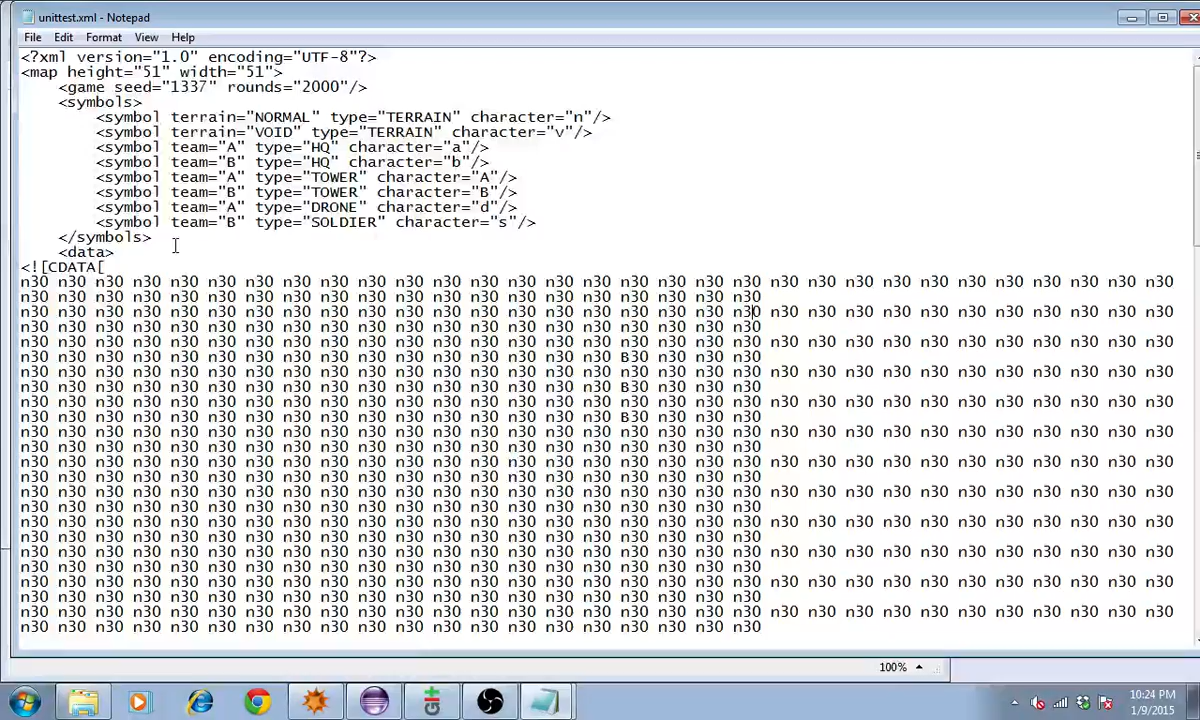 unittest.xml - Notepad
File Edit Format View Help
<?xml version="1.0" encoding="UTF-8"?>
<map height="51" width="51">
<game seed="1337" rounds="2000"/>
<symbols>
<symbol terrain="NORMAL" type="TERRAIN" character="n"/>
<symbol terrain="VOID" type="TERRAIN" character="v"/>
<symbol team="A" type="HQ" character="a"/>
<symbol team="B" type="HQ" character="b"/>
<symbol team="A" type="TOWER" character="A"/>
<symbol team="B" type="TOWER" character="B"/>
<symbol team="A" type="DRONE" character="d"/>
<symbol team="B" type="SOLDIER" character="s"/>
</symbols>
<data>
<![CDATA[
n30 n30 n30 n30 n30 n30 n30 n30 n30 n30 n30 n30 n30 n30 n30 n30 n30 n30 n30 n30 n30 n30 n30 n30 n30 n30 n30 n30 n30 n30 n30
n30 n30 n30 n30 n30 n30 n30 n30 n30 n30 n30 n30 n30 n30 n30 n30 n30 n30 n30 n30
n30 n30 n30 n30 n30 n30 n30 n30 n30 n30 n30 n30 n30 n30 n30 n30 n30 n30 n30 n30 n30 n30 n30 n30 n30 n30 n30 n30 n30 n30 n30
n30 n30 n30 n30 n30 n30 n30 n30 n30 n30 n30 n30 n30 n30 n30 n30 n30 n30 n30 n30
n30 n30 n30 n30 n30 n30 n30 n30 n30 n30 n30 n30 n30 n30 n30 n30 n30 n30 n30 n30 n30 n30 n30 n30 n30 n30 n30 n30 n30 n30 n30
n30 n30 n30 n30 n30 n30 n30 n30 n30 n30 n30 n30 n30 n30 n30 n30 B30 n30 n30 n30
n30 n30 n30 n30 n30 n30 n30 n30 n30 n30 n30 n30 n30 n30 n30 n30 n30 n30 n30 n30 n30 n30 n30 n30 n30 n30 n30 n30 n30 n30 n30
n30 n30 n30 n30 n30 n30 n30 n30 n30 n30 n30 n30 n30 n30 n30 n30 B30 n30 n30 n30
n30 n30 n30 n30 n30 n30 n30 n30 n30 n30 n30 n30 n30 n30 n30 n30 n30 n30 n30 n30 n30 n30 n30 n30 n30 n30 n30 n30 n30 n30 n30
n30 n30 n30 n30 n30 n30 n30 n30 n30 n30 n30 n30 n30 n30 n30 n30 B30 n30 n30 n30
n30 n30 n30 n30 n30 n30 n30 n30 n30 n30 n30 n30 n30 n30 n30 n30 n30 n30 n30 n30 n30 n30 n30 n30 n30 n30 n30 n30 n30 n30 n30
n30 n30 n30 n30 n30 n30 n30 n30 n30 n30 n30 n30 n30 n30 n30 n30 n30 n30 n30 n30
n30 n30 n30 n30 n30 n30 n30 n30 n30 n30 n30 n30 n30 n30 n30 n30 n30 n30 n30 n30 n30 n30 n30 n30 n30 n30 n30 n30 n30 n30 n30
n30 n30 n30 n30 n30 n30 n30 n30 n30 n30 n30 n30 n30 n30 n30 n30 n30 n30 n30 n30
n30 n30 n30 n30 n30 n30 n30 n30 n30 n30 n30 n30 n30 n30 n30 n30 n30 n30 n30 n30 n30 n30 n30 n30 n30 n30 n30 n30 n30 n30 n30
n30 n30 n30 n30 n30 n30 n30 n30 n30 n30 n30 n30 n30 n30 n30 n30 n30 n30 n30 n30
n30 n30 n30 n30 n30 n30 n30 n30 n30 n30 n30 n30 n30 n30 n30 n30 n30 n30 n30 n30 n30 n30 n30 n30 n30 n30 n30 n30 n30 n30 n30
n30 n30 n30 n30 n30 n30 n30 n30 n30 n30 n30 n30 n30 n30 n30 n30 n30 n30 n30 n30
n30 n30 n30 n30 n30 n30 n30 n30 n30 n30 n30 n30 n30 n30 n30 n30 n30 n30 n30 n30 n30 n30 n30 n30 n30 n30 n30 n30 n30 n30 n30
n30 n30 n30 n30 n30 n30 n30 n30 n30 n30 n30 n30 n30 n30 n30 n30 n30 n30 n30 n30
n30 n30 n30 n30 n30 n30 n30 n30 n30 n30 n30 n30 n30 n30 n30 n30 n30 n30 n30 n30 n30 n30 n30 n30 n30 n30 n30 n30 n30 n30 n30
n30 n30 n30 n30 n30 n30 n30 n30 n30 n30 n30 n30 n30 n30 n30 n30 n30 n30 n30 n30
n30 n30 n30 n30 n30 n30 n30 n30 n30 n30 n30 n30 n30 n30 n30 n30 n30 n30 n30 n30 n30 n30 n30 n30 n30 n30 n30 n30 n30 n30 n30
n30 n30 n30 n30 n30 n30 n30 n30 n30 n30 n30 n30 n30 n30 n30 n30 n30 n30 n30 n30
100%
10:24 PM
1/9/2015